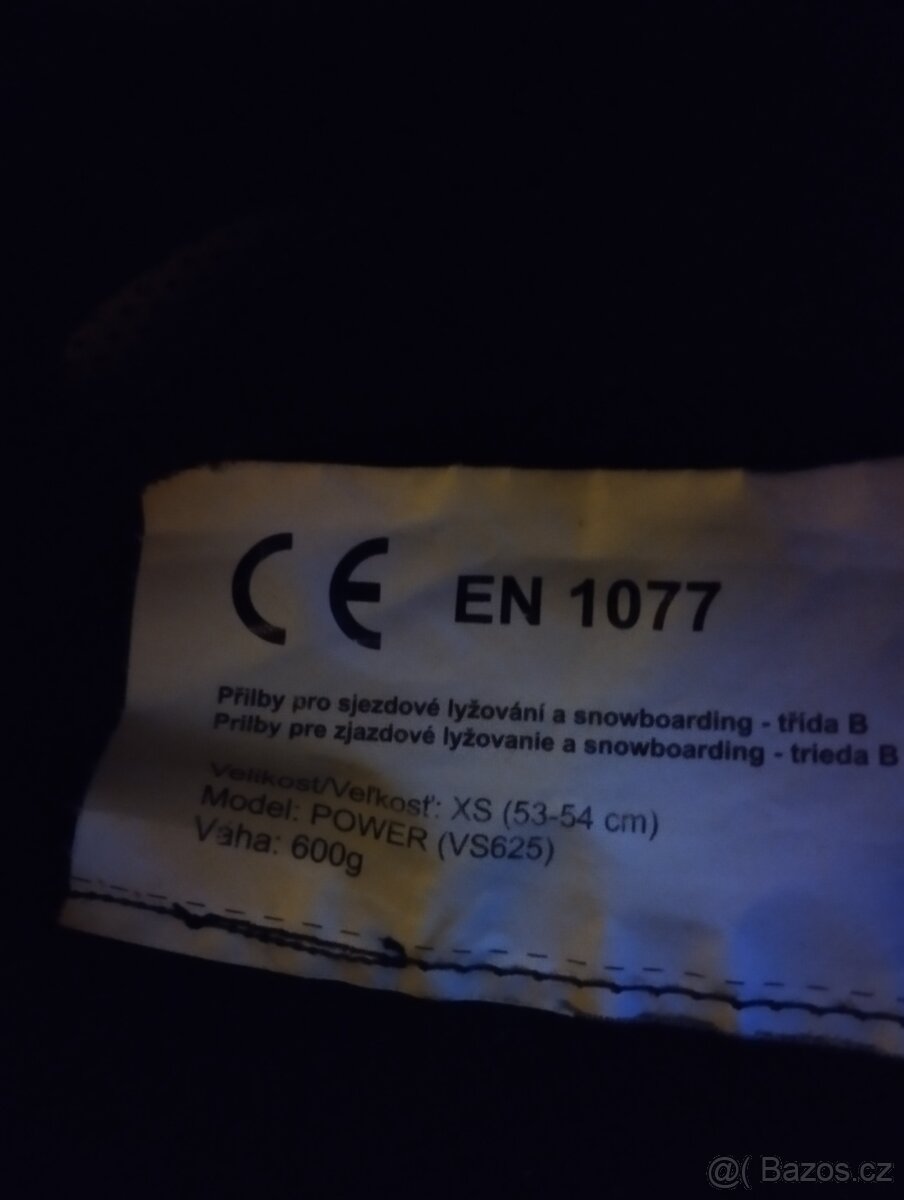 CE EN 1077
Přilby pro sjezdové lyžování a snowboarding - třída B
Prilby pre zjazdové lyžovanie a snowboarding - trieda B
Velikost/Veľkosť: XS (53-54 cm)
Model: POWER (VS625)
Váha: 600g
@( Bazos.cz